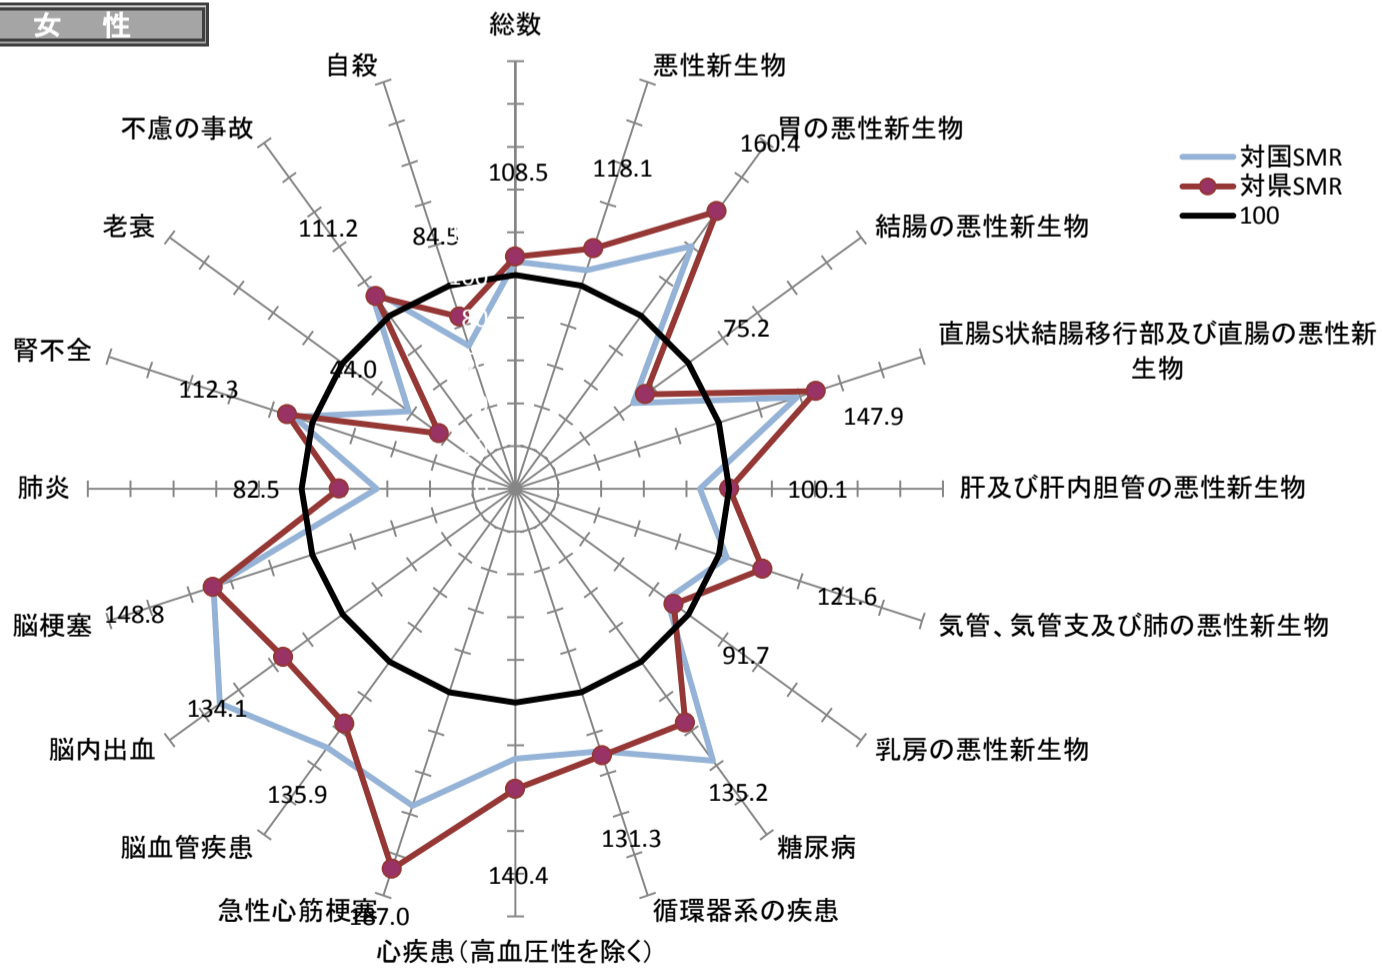 女 性
総数
自殺
悪性新生物
不慮の事故
胃の悪性新生物
160.4
108.5
118.1
対国SMR
対県SMR
100
老衰
111.2
84.5
結腸の悪性新生物
100
80
75.2
腎不全
112.3
44.0
直腸S状結腸移行部及び直腸の悪性新
生物
147.9
肺炎
82.5
100.1
肝及び肝内胆管の悪性新生物
脳梗塞
148.8
121.6
気管、気管支及び肺の悪性新生物
91.7
脳内出血
134.1
乳房の悪性新生物
135.9
135.2
脳血管疾患
131.3
糖尿病
140.4
急性心筋梗塞
187.0
循環器系の疾患
心疾患(高血圧性を除く)